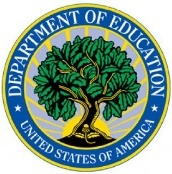 DEPARTMENT OF EDUCATION
UNITED STATES OF AMERICA